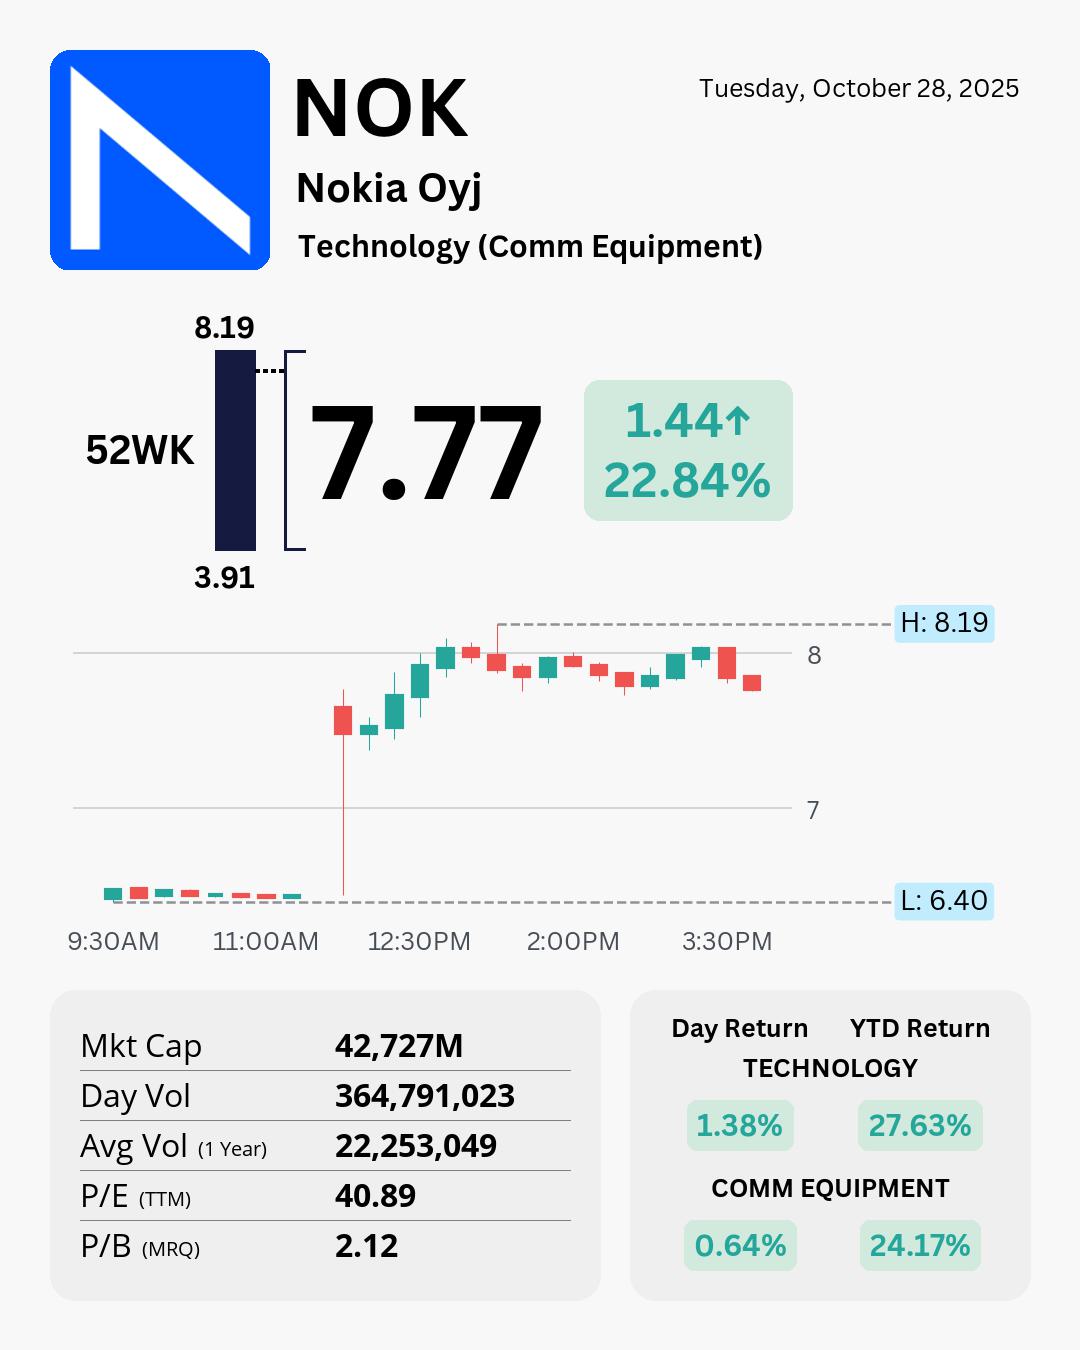 NOK
Tuesday, October 28, 2025
Nokia Oyj
Technology (Comm Equipment)
8.19
52WK
7.77
1.44↑
22.84%
3.91
H: 8.19
8
7
L: 6.40
9:30AM 11:00AM 12:30PM 2:00PM 3:30PM
Mkt Cap 42,727M
Day Vol 364,791,023
Avg Vol (1 Year) 22,253,049
P/E (TTM) 40.89
P/B (MRQ) 2.12
Day Return YTD Return
TECHNOLOGY
1.38% 27.63%
COMM EQUIPMENT
0.64% 24.17%